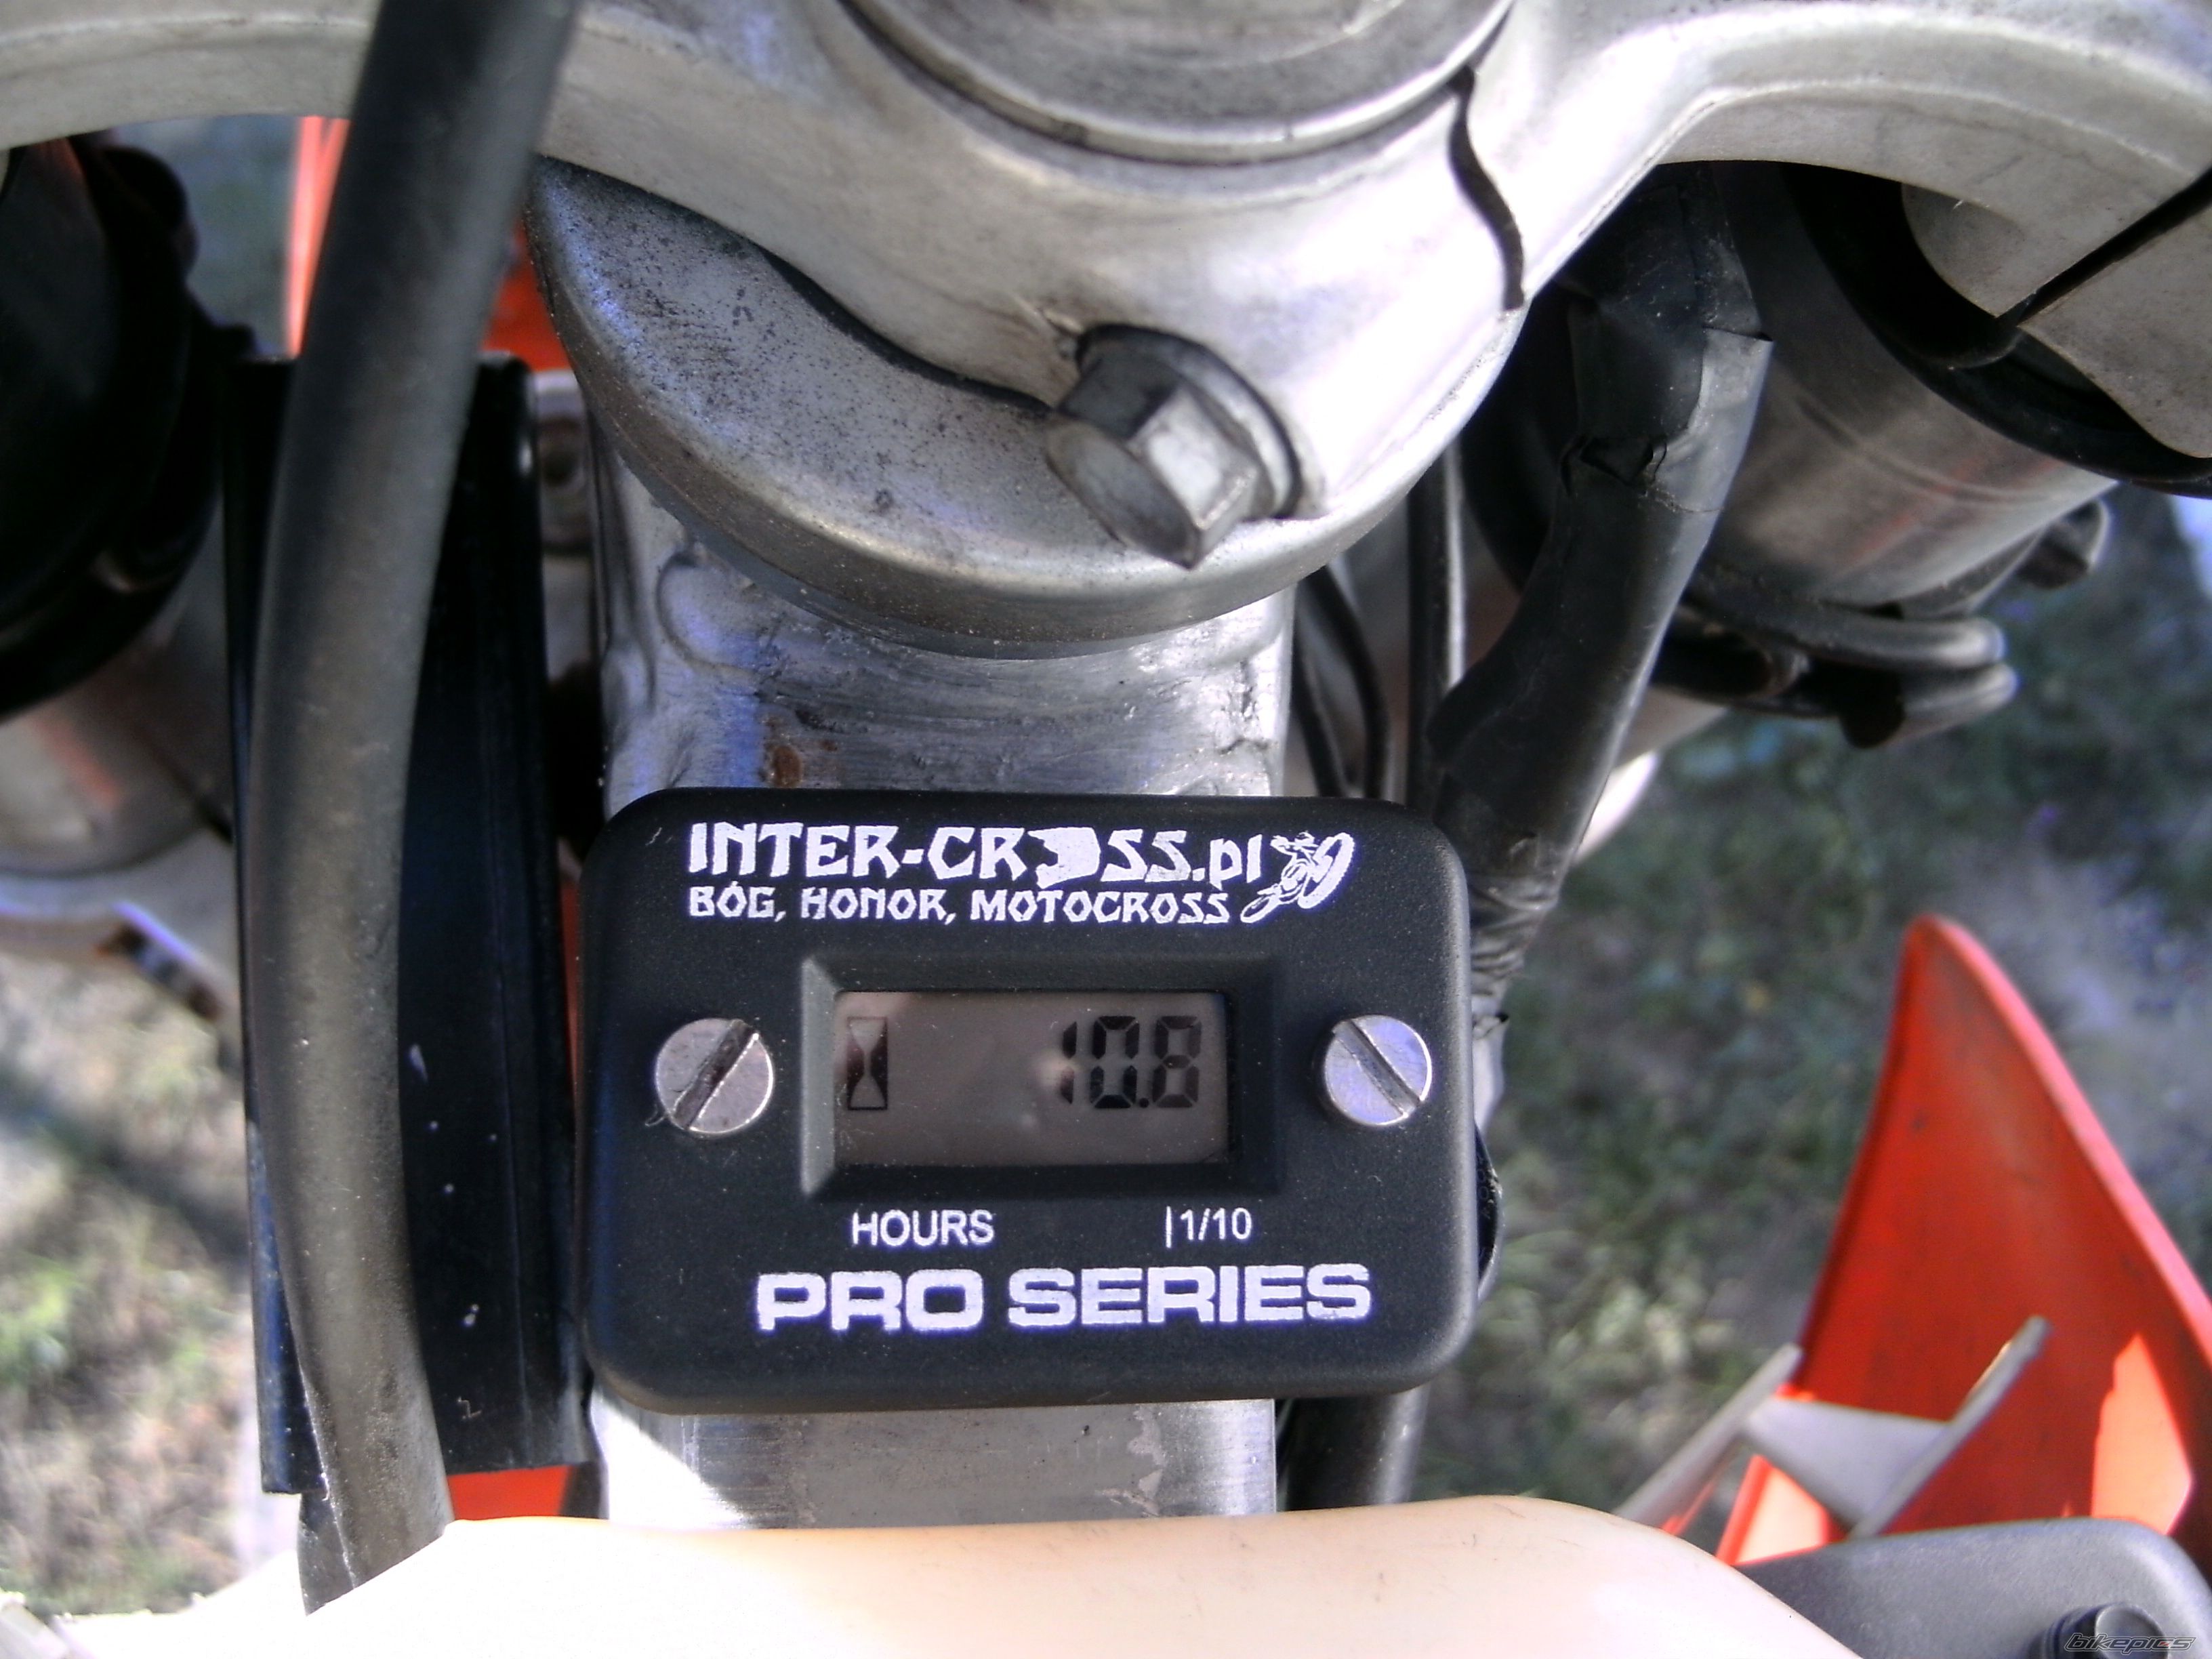 INTER-CROSS.pl
BÓG, HONOR, MOTOCROSS
10.8
HOURS |1/10
PRO SERIES
bikepics